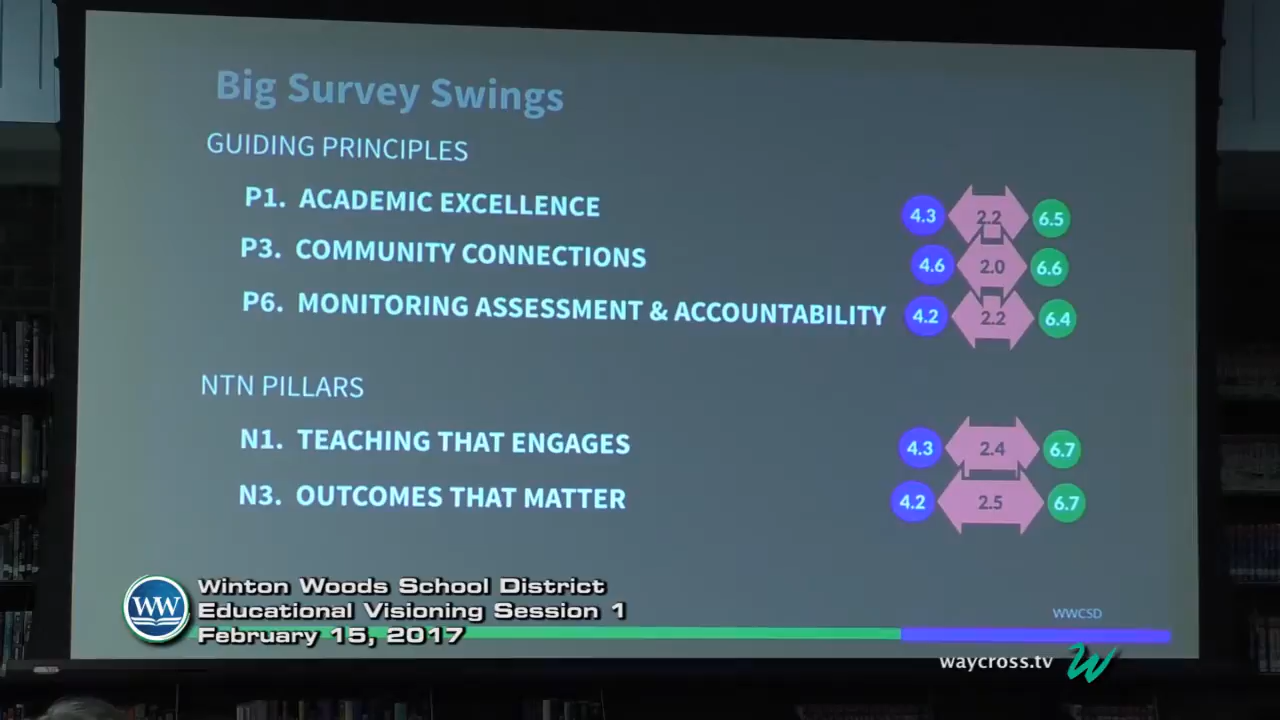 Big Survey Swings
GUIDING PRINCIPLES
P1. ACADEMIC EXCELLENCE 4.3 2.2 6.5
P3. COMMUNITY CONNECTIONS 4.6 2.0 6.6
P6. MONITORING ASSESSMENT & ACCOUNTABILITY 4.2 2.2 6.4
NTN PILLARS
N1. TEACHING THAT ENGAGES 4.3 2.4 6.7
N3. OUTCOMES THAT MATTER 4.2 2.5 6.7
WW
Winton Woods School District
Educational Visioning Session 1
February 15, 2017
WWCSD
waycross.tv W